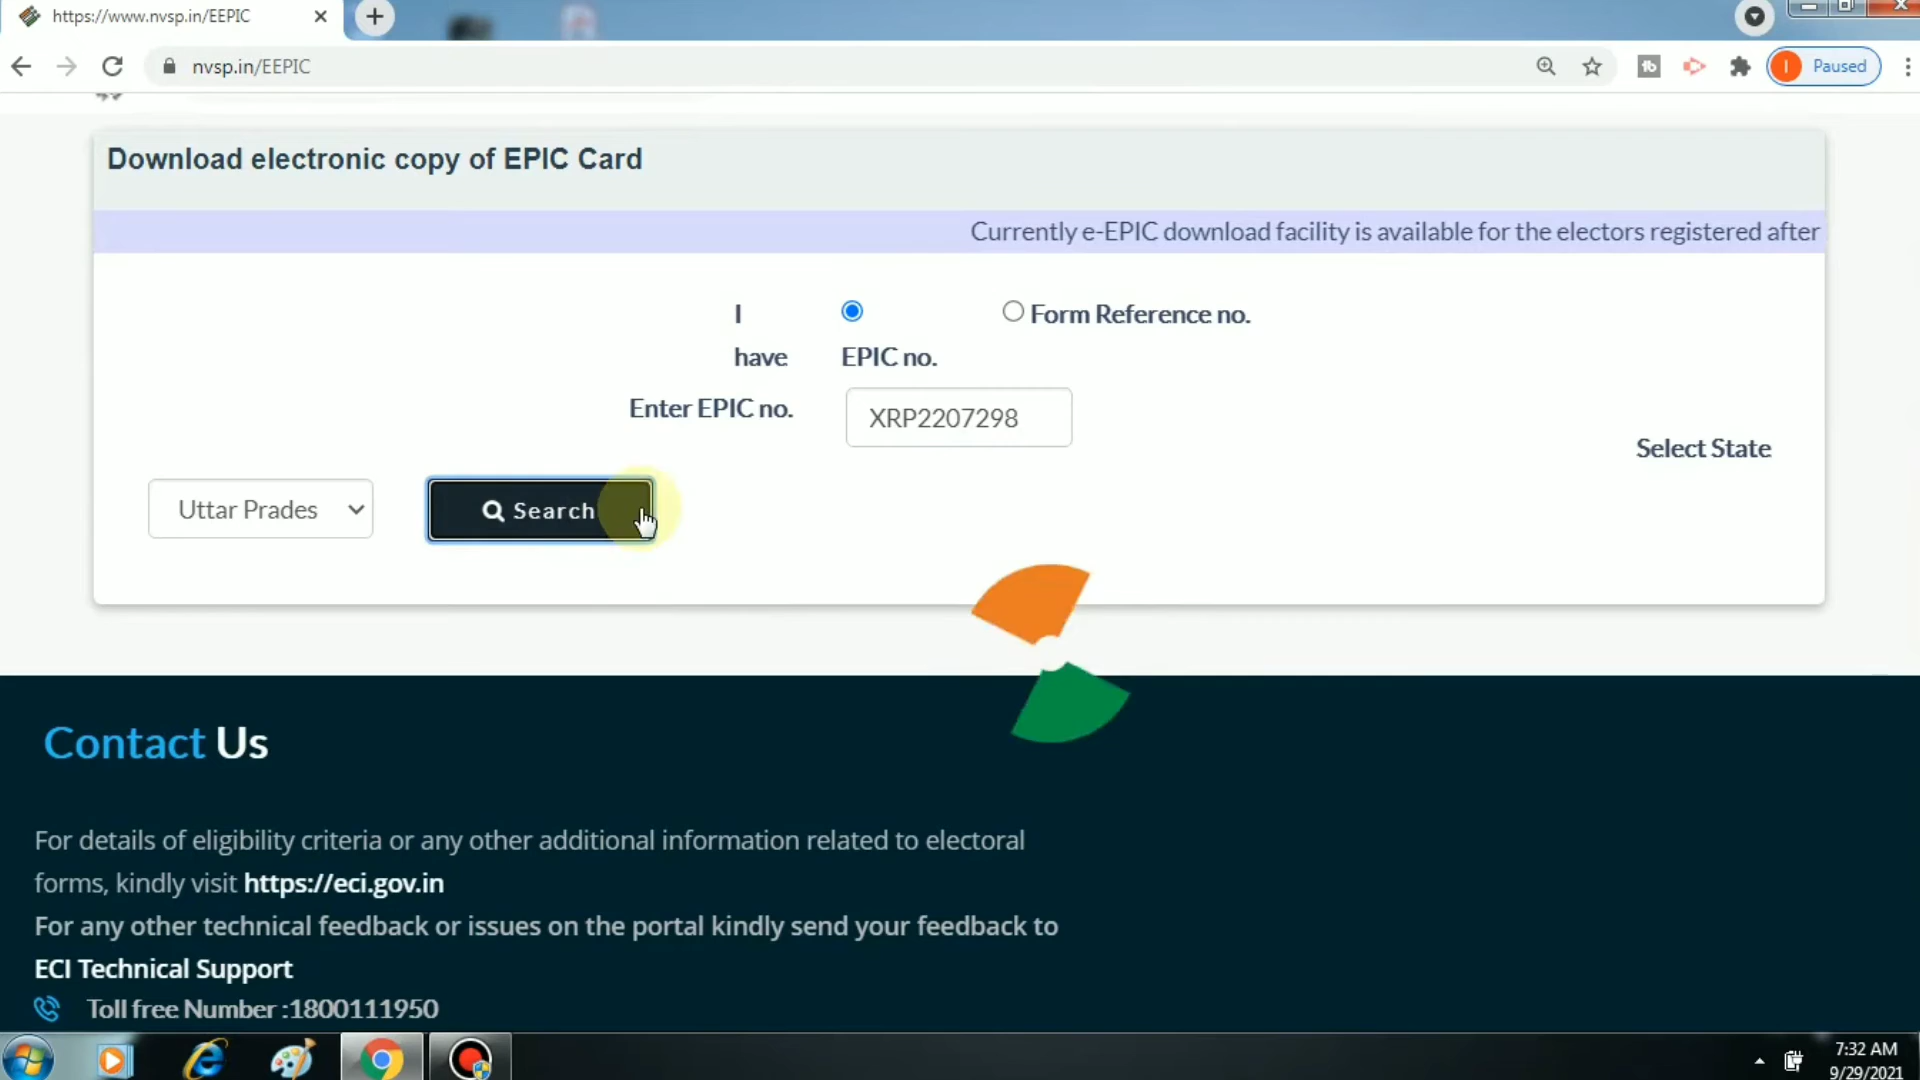 https://www.nvsp.in/EEPIC
nvsp.in/EEPIC
Paused
Download electronic copy of EPIC Card
Currently e-EPIC download facility is available for the electors registered after
I have
EPIC no.
Form Reference no.
Enter EPIC no.
XRP2207298
Select State
Uttar Prades
Search
Contact Us
For details of eligibility criteria or any other additional information related to electoral
forms, kindly visit https://eci.gov.in
For any other technical feedback or issues on the portal kindly send your feedback to
ECI Technical Support
Toll free Number :1800111950
7:32 AM
9/29/2021